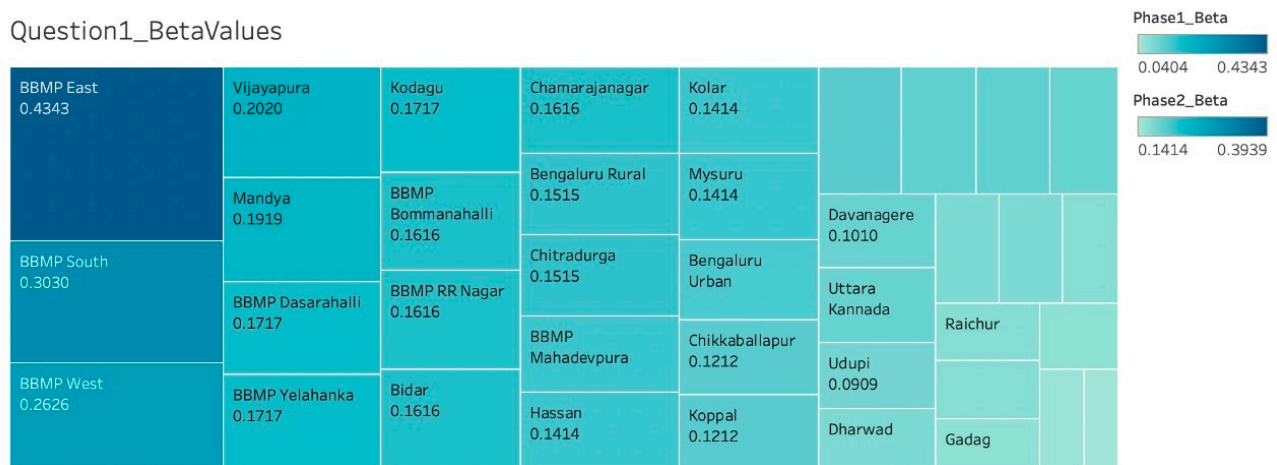 Question1_BetaValues
BBMP East
0.4343
BBMP South
0.3030
BBMP West
0.2626
Vijayapura
0.2020
Mandya
0.1919
BBMP Dasarahalli
0.1717
BBMP Yelahanka
0.1717
Kodagu
0.1717
BBMP
Bommanahalli
0.1616
BBMP RR Nagar
0.1616
Bidar
0.1616
Chamarajanagar
0.1616
Bengaluru Rural
0.1515
Chitradurga
0.1515
BBMP
Mahadevpura
Hassan
0.1414
Kolar
0.1414
Mysuru
0.1414
Bengaluru
Urban
Chikkaballapur
0.1212
Koppal
0.1212
Davanagere
0.1010
Uttara
Kannada
Udupi
0.0909
Dharwad
Raichur
Gadag
Phase1_Beta
0.0404 0.4343
Phase2_Beta
0.1414 0.3939